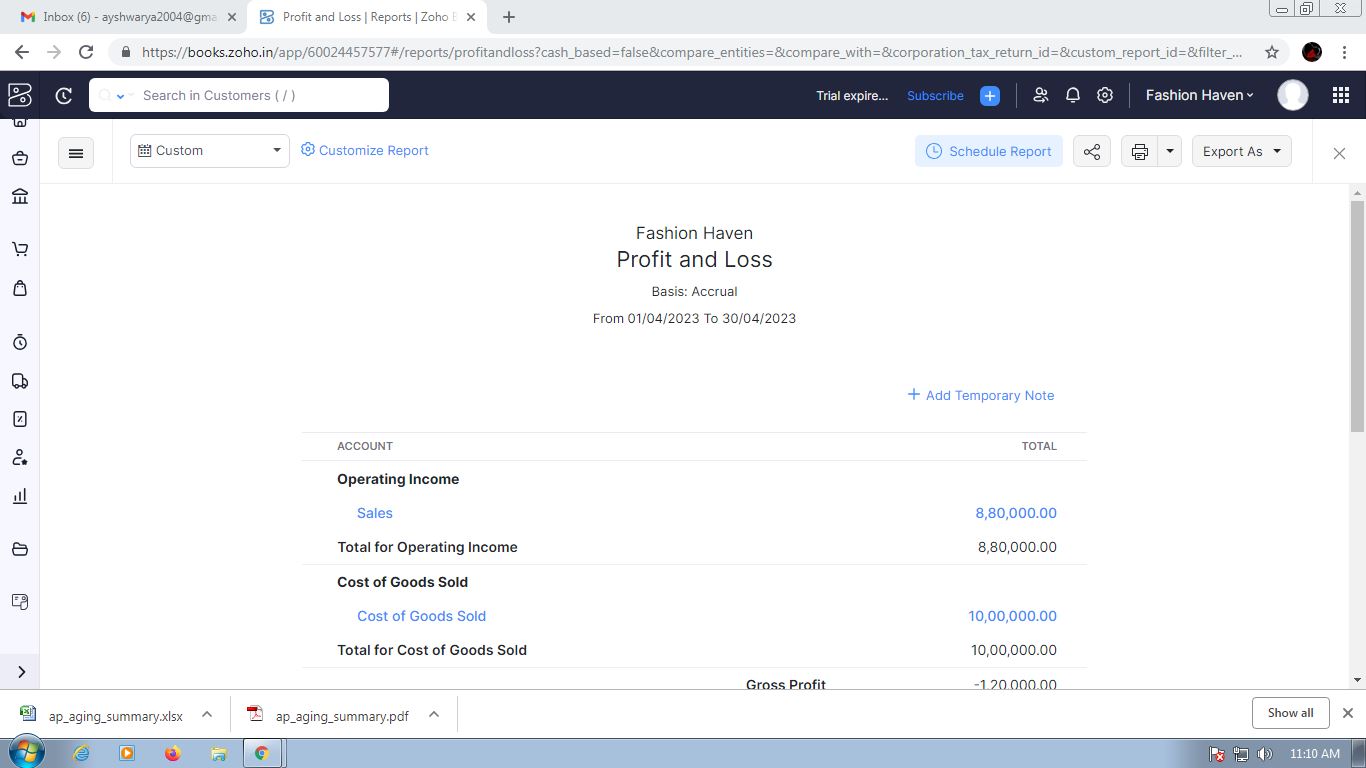 Inbox (6) - ayshwarya2004@gma
Profit and Loss | Reports | Zoho B
https://books.zoho.in/app/60024457577#/reports/profitandloss?cash_based=false&compare_entities=&compare_with=&corporation_tax_return_id=&custom_report_id=&filter_...
Search in Customers ( / )
Trial expire...
Subscribe
Fashion Haven
Custom
Customize Report
Schedule Report
Export As
Fashion Haven
Profit and Loss
Basis: Accrual
From 01/04/2023 To 30/04/2023
Add Temporary Note
ACCOUNT TOTAL
Operating Income
Sales 8,80,000.00
Total for Operating Income 8,80,000.00
Cost of Goods Sold
Cost of Goods Sold 10,00,000.00
Total for Cost of Goods Sold 10,00,000.00
Gross Profit -1,20,000.00
ap_aging_summary.xlsx
ap_aging_summary.pdf
Show all
11:10 AM